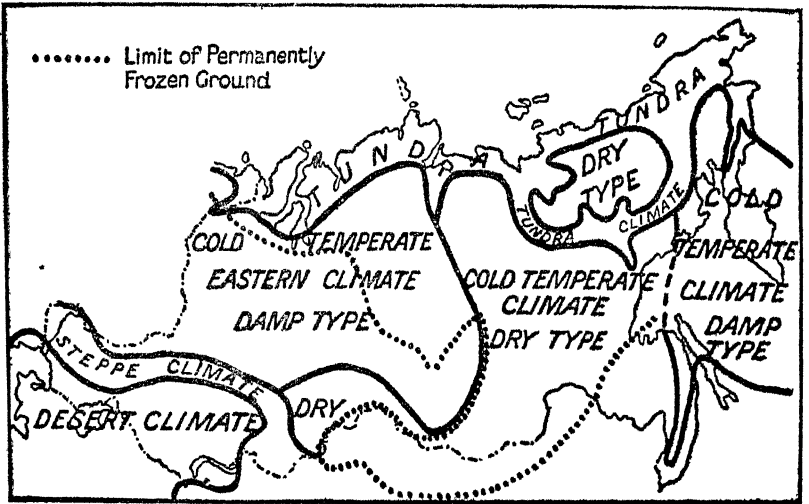 Limit of Permanently
Frozen Ground
TUNDRA
TUNDRA
DRY
TYPE
TUNDRA CLIMATE
COLD
TEMPERATE
CLIMATE
DAMP
TYPE
COLD TEMPERATE
EASTERN CLIMATE
DAMP TYPE
COLD TEMPERATE
CLIMATE
DRY TYPE
STEPPE CLIMATE
DRY
DESERT CLIMATE